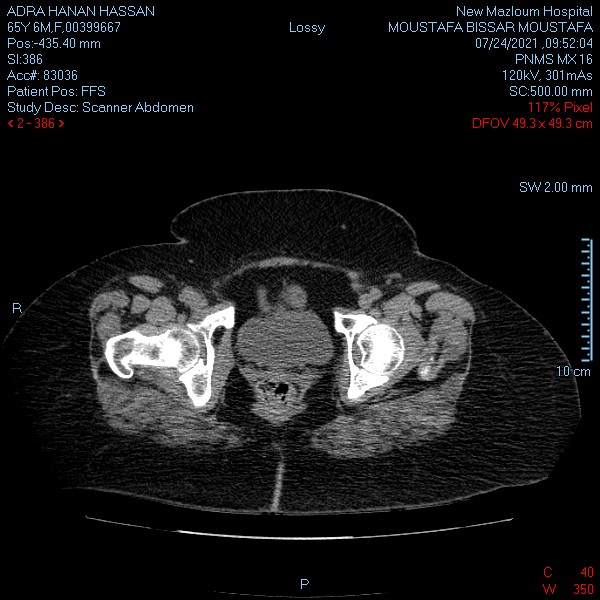 ADRA HANAN HASSAN
65Y 6M,F,00399667
Pos:-435.40 mm
SI:386
Acc#: 83036
Patient Pos: FFS
Study Desc: Scanner Abdomen
< 2 - 386 >
Lossy
New Mazloum Hospital
MOUSTAFA BISSAR MOUSTAFA
07/24/2021 ,09:52:04
PNMS MX 16
120kV, 301mAs
SC:500.00 mm
117% Pixel
DFOV 49.3 x 49.3 cm
SW 2.00 mm
R
10 cm
P
C 40
W 350